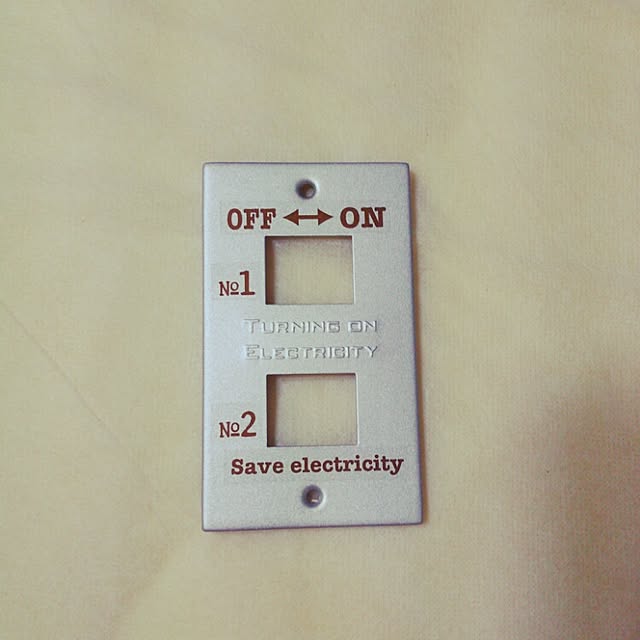 OFF ↔ ON
№1
TURNING ON
ELECTRICITY
№2
Save electricity